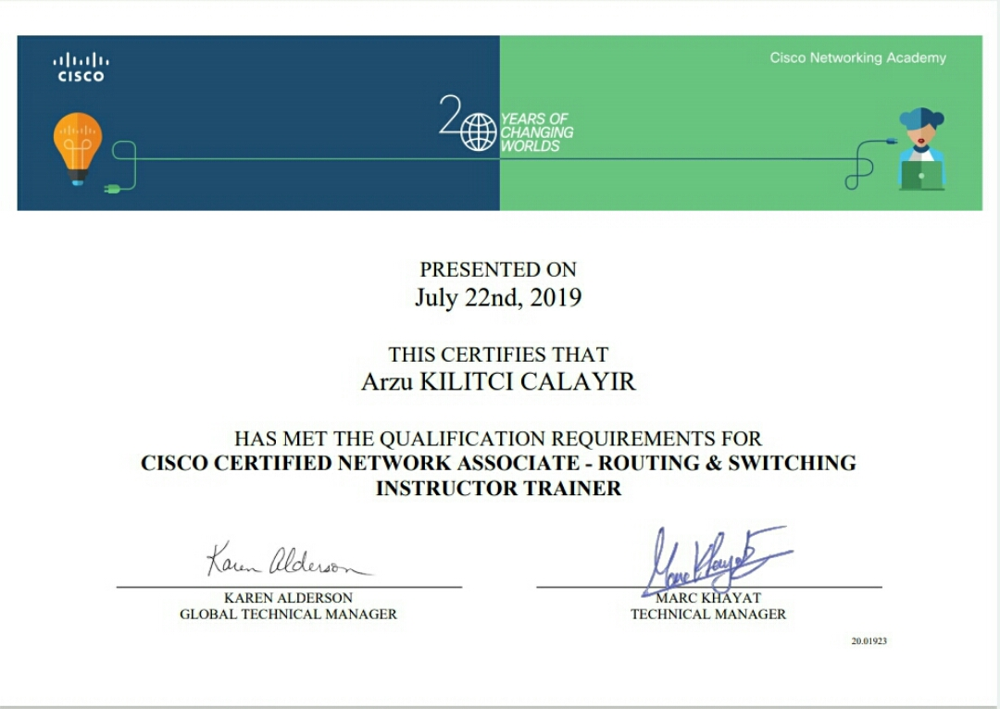 CISCO
Cisco Networking Academy
20 YEARS OF
CHANGING
WORLDS
PRESENTED ON
July 22nd, 2019
THIS CERTIFIES THAT
Arzu KILITCI CALAYIR
HAS MET THE QUALIFICATION REQUIREMENTS FOR
CISCO CERTIFIED NETWORK ASSOCIATE - ROUTING & SWITCHING
INSTRUCTOR TRAINER
Karen Alderson
Marc Khayat
KAREN ALDERSON
GLOBAL TECHNICAL MANAGER
MARC KHAYAT
TECHNICAL MANAGER
20.01923